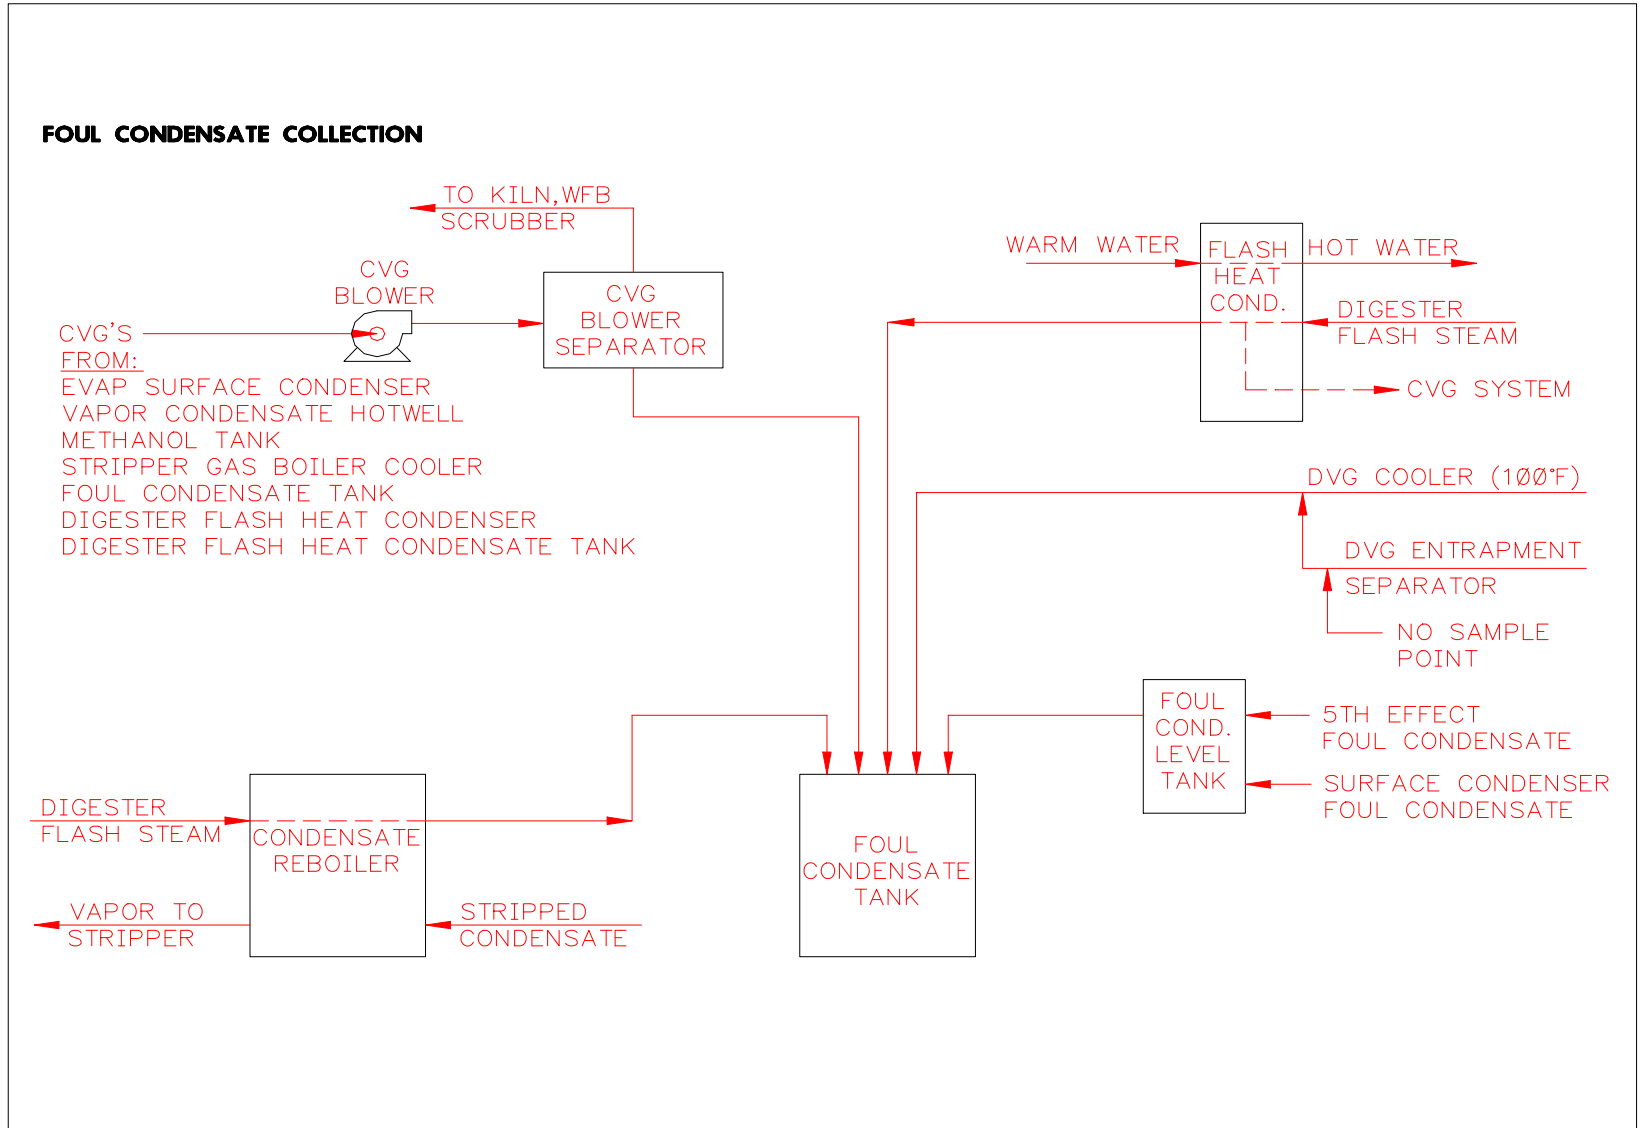 FOUL CONDENSATE COLLECTION
TO KILN,WFB
SCRUBBER
CVG
BLOWER
CVG
BLOWER
SEPARATOR
CVG'S
FROM:
EVAP SURFACE CONDENSER
VAPOR CONDENSATE HOTWELL
METHANOL TANK
STRIPPER GAS BOILER COOLER
FOUL CONDENSATE TANK
DIGESTER FLASH HEAT CONDENSER
DIGESTER FLASH HEAT CONDENSATE TANK
WARM WATER
FLASH
HEAT
COND.
HOT WATER
DIGESTER
FLASH STEAM
CVG SYSTEM
DVG COOLER (100°F)
DVG ENTRAPMENT
SEPARATOR
NO SAMPLE
POINT
FOUL
COND.
LEVEL
TANK
5TH EFFECT
FOUL CONDENSATE
SURFACE CONDENSER
FOUL CONDENSATE
DIGESTER
FLASH STEAM
CONDENSATE
REBOILER
VAPOR TO
STRIPPER
STRIPPED
CONDENSATE
FOUL
CONDENSATE
TANK